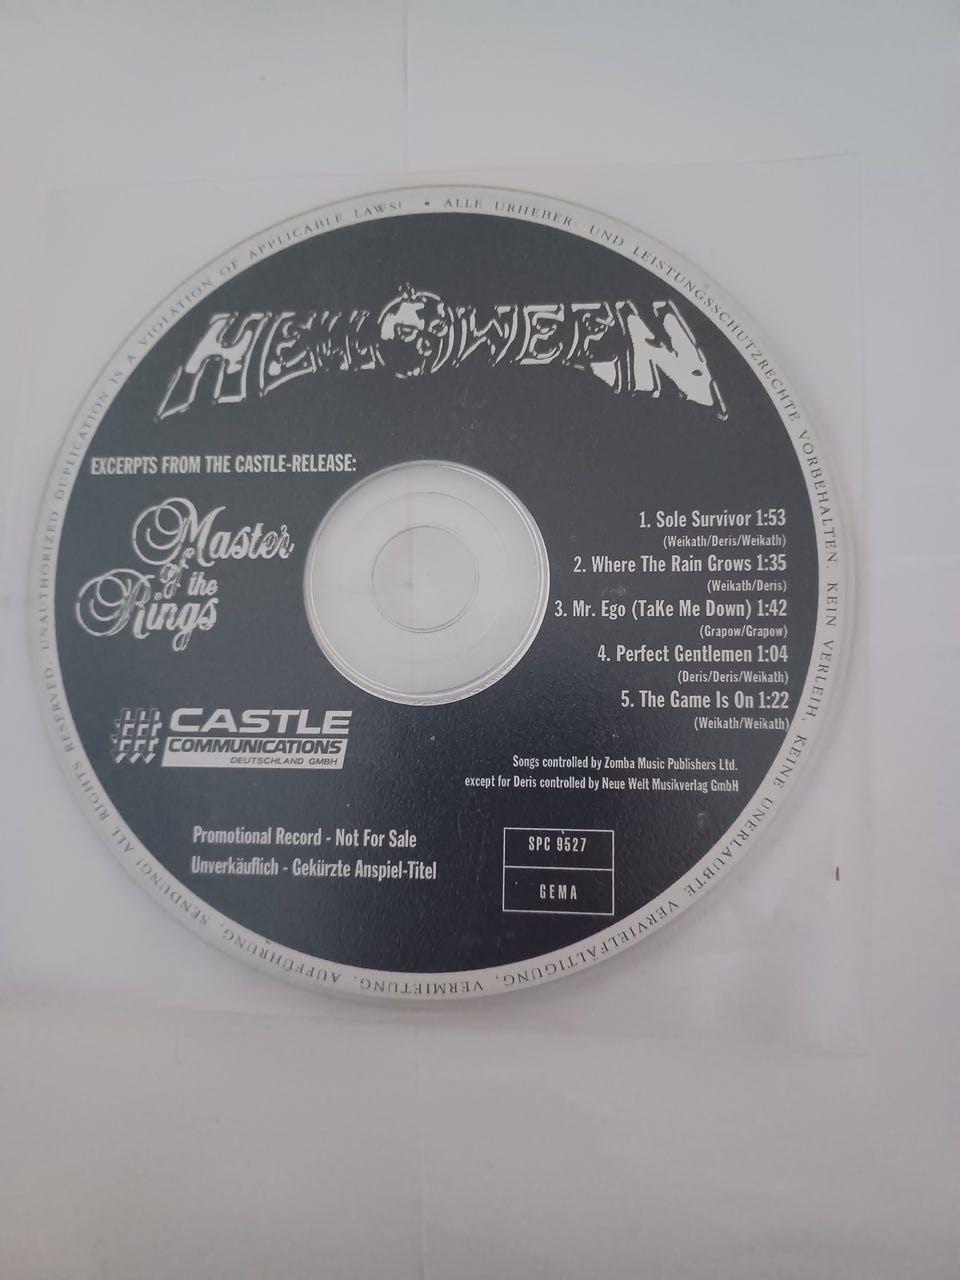 HELLOWEEN
EXCERPTS FROM THE CASTLE-RELEASE:
Master
of the
Rings
CASTLE
COMMUNICATIONS
DEUTSCHLAND GMBH
1. Sole Survivor 1:53
(Weikath/Deris/Weikath)
2. Where The Rain Grows 1:35
(Weikath/Deris)
3. Mr. Ego (TaKe Me Down) 1:42
(Grapow/Grapow)
4. Perfect Gentlemen 1:04
(Deris/Deris/Weikath)
5. The Game Is On 1:22
(Weikath/Weikath)
Songs controlled by Zomba Music Publishers Ltd.
except for Deris controlled by Neue Welt Musikverlag GmbH
Promotional Record - Not For Sale
Unverkäuflich - Gekürzte Anspiel-Titel
SPC 9527
GEMA
• ALLE URHEBER- UND LEISTUNGSSCHUTZRECHTE VORBEHALTEN. KEIN VERLEIH, KEINE UNERLAUBTE VERVIELFÄLTIGUNG, VERMIETUNG, AUFFÜHRUNG, SENDUNG! ALL RIGHTS RESERVED. UNAUTHORIZED DUPLICATION IS A VIOLATION OF APPLICABLE LAWS!